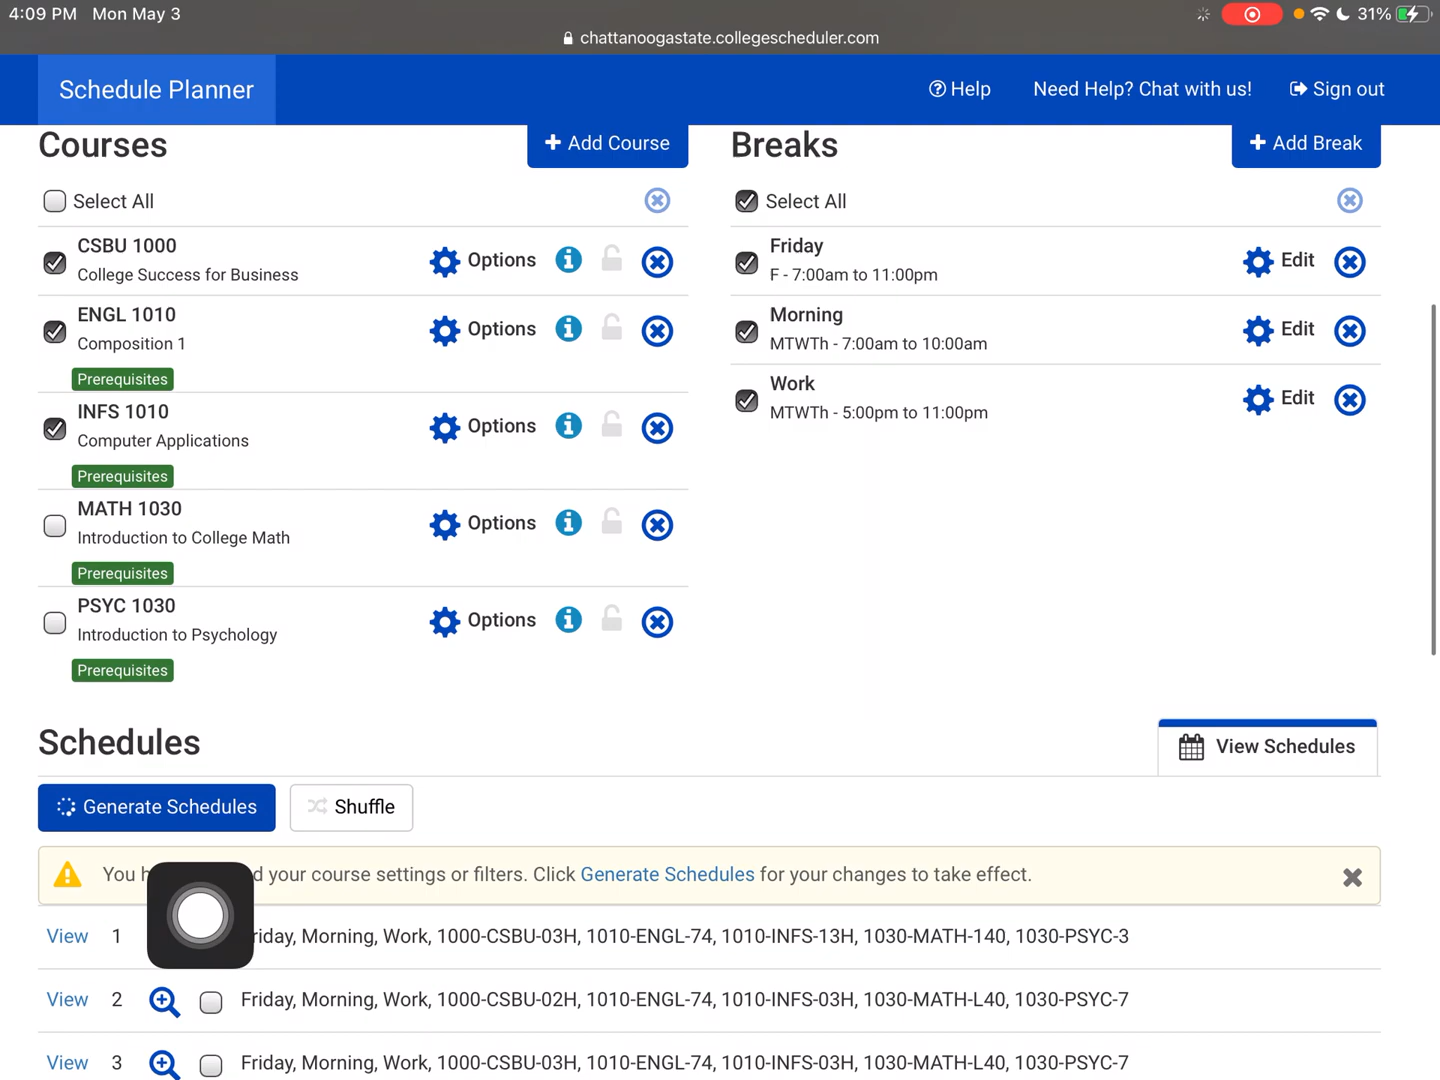 4:09 PM Mon May 3
31%
chattanoogastate.collegescheduler.com
Schedule Planner
Help
Need Help? Chat with us!
Sign out
Courses
+ Add Course
Select All
CSBU 1000
College Success for Business
Options
ENGL 1010
Composition 1
Options
Prerequisites
INFS 1010
Computer Applications
Options
Prerequisites
MATH 1030
Introduction to College Math
Options
Prerequisites
PSYC 1030
Introduction to Psychology
Options
Prerequisites
Breaks
+ Add Break
Select All
Friday
F - 7:00am to 11:00pm
Edit
Morning
MTWTh - 7:00am to 10:00am
Edit
Work
MTWTh - 5:00pm to 11:00pm
Edit
Schedules
View Schedules
Generate Schedules
Shuffle
You your course settings or filters. Click Generate Schedules for your changes to take effect.
View 1 Morning, Work, 1000-CSBU-03H, 1010-ENGL-74, 1010-INFS-13H, 1030-MATH-140, 1030-PSYC-3
View 2 Friday, Morning, Work, 1000-CSBU-02H, 1010-ENGL-74, 1010-INFS-03H, 1030-MATH-L40, 1030-PSYC-7
View 3 Friday, Morning, Work, 1000-CSBU-03H, 1010-ENGL-74, 1010-INFS-03H, 1030-MATH-L40, 1030-PSYC-7